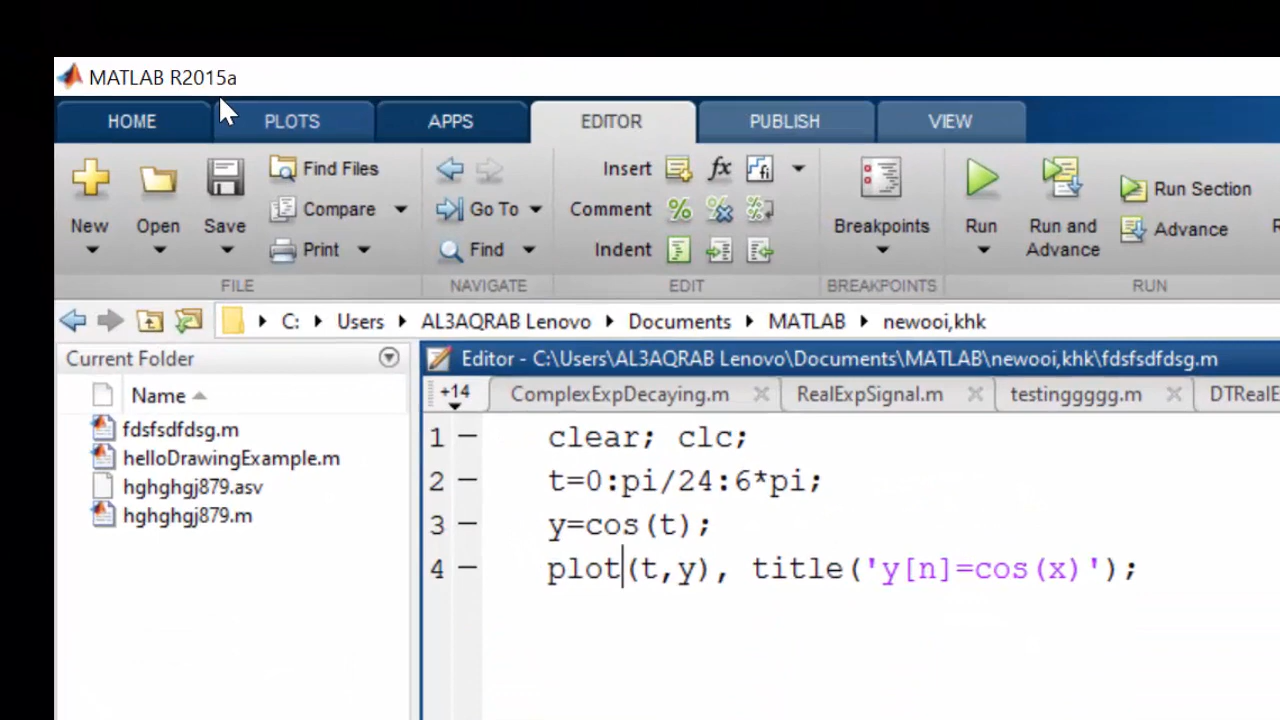 MATLAB R2015a
HOME PLOTS APPS EDITOR PUBLISH VIEW
New Open Save Find Files Compare Print
Go To Find
Insert fx fi
Comment % %
Indent
Breakpoints
Run
Run and Advance
Run Section
Advance
FILE NAVIGATE EDIT BREAKPOINTS RUN
C: Users AL3AQRAB Lenovo Documents MATLAB newooi,khk
Current Folder
Name
fdsfsdfdsg.m
helloDrawingExample.m
hghghgj879.asv
hghghgj879.m
Editor - C:\Users\AL3AQRAB Lenovo\Documents\MATLAB\newooi,khk\fdsfsdfdsg.m
+14 ComplexExpDecaying.m RealExpSignal.m testinggggg.m DTRealE
1 – clear; clc;
2 – t=0:pi/24:6*pi;
3 – y=cos(t);
4 – plot(t,y), title('y[n]=cos(x)');